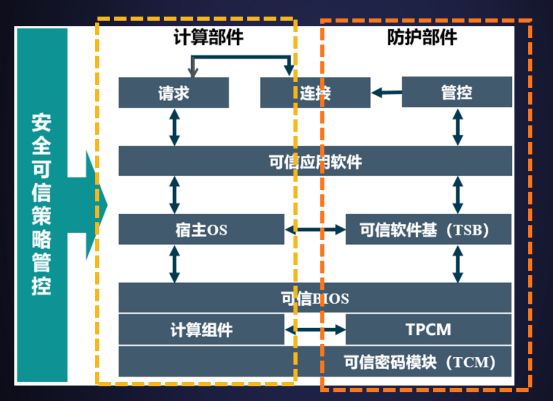 安全可信策略管控
计算部件
防护部件
请求
连接
管控
可信应用软件
宿主OS
可信软件基（TSB）
可信BIOS
计算组件
TPCM
可信密码模块（TCM）